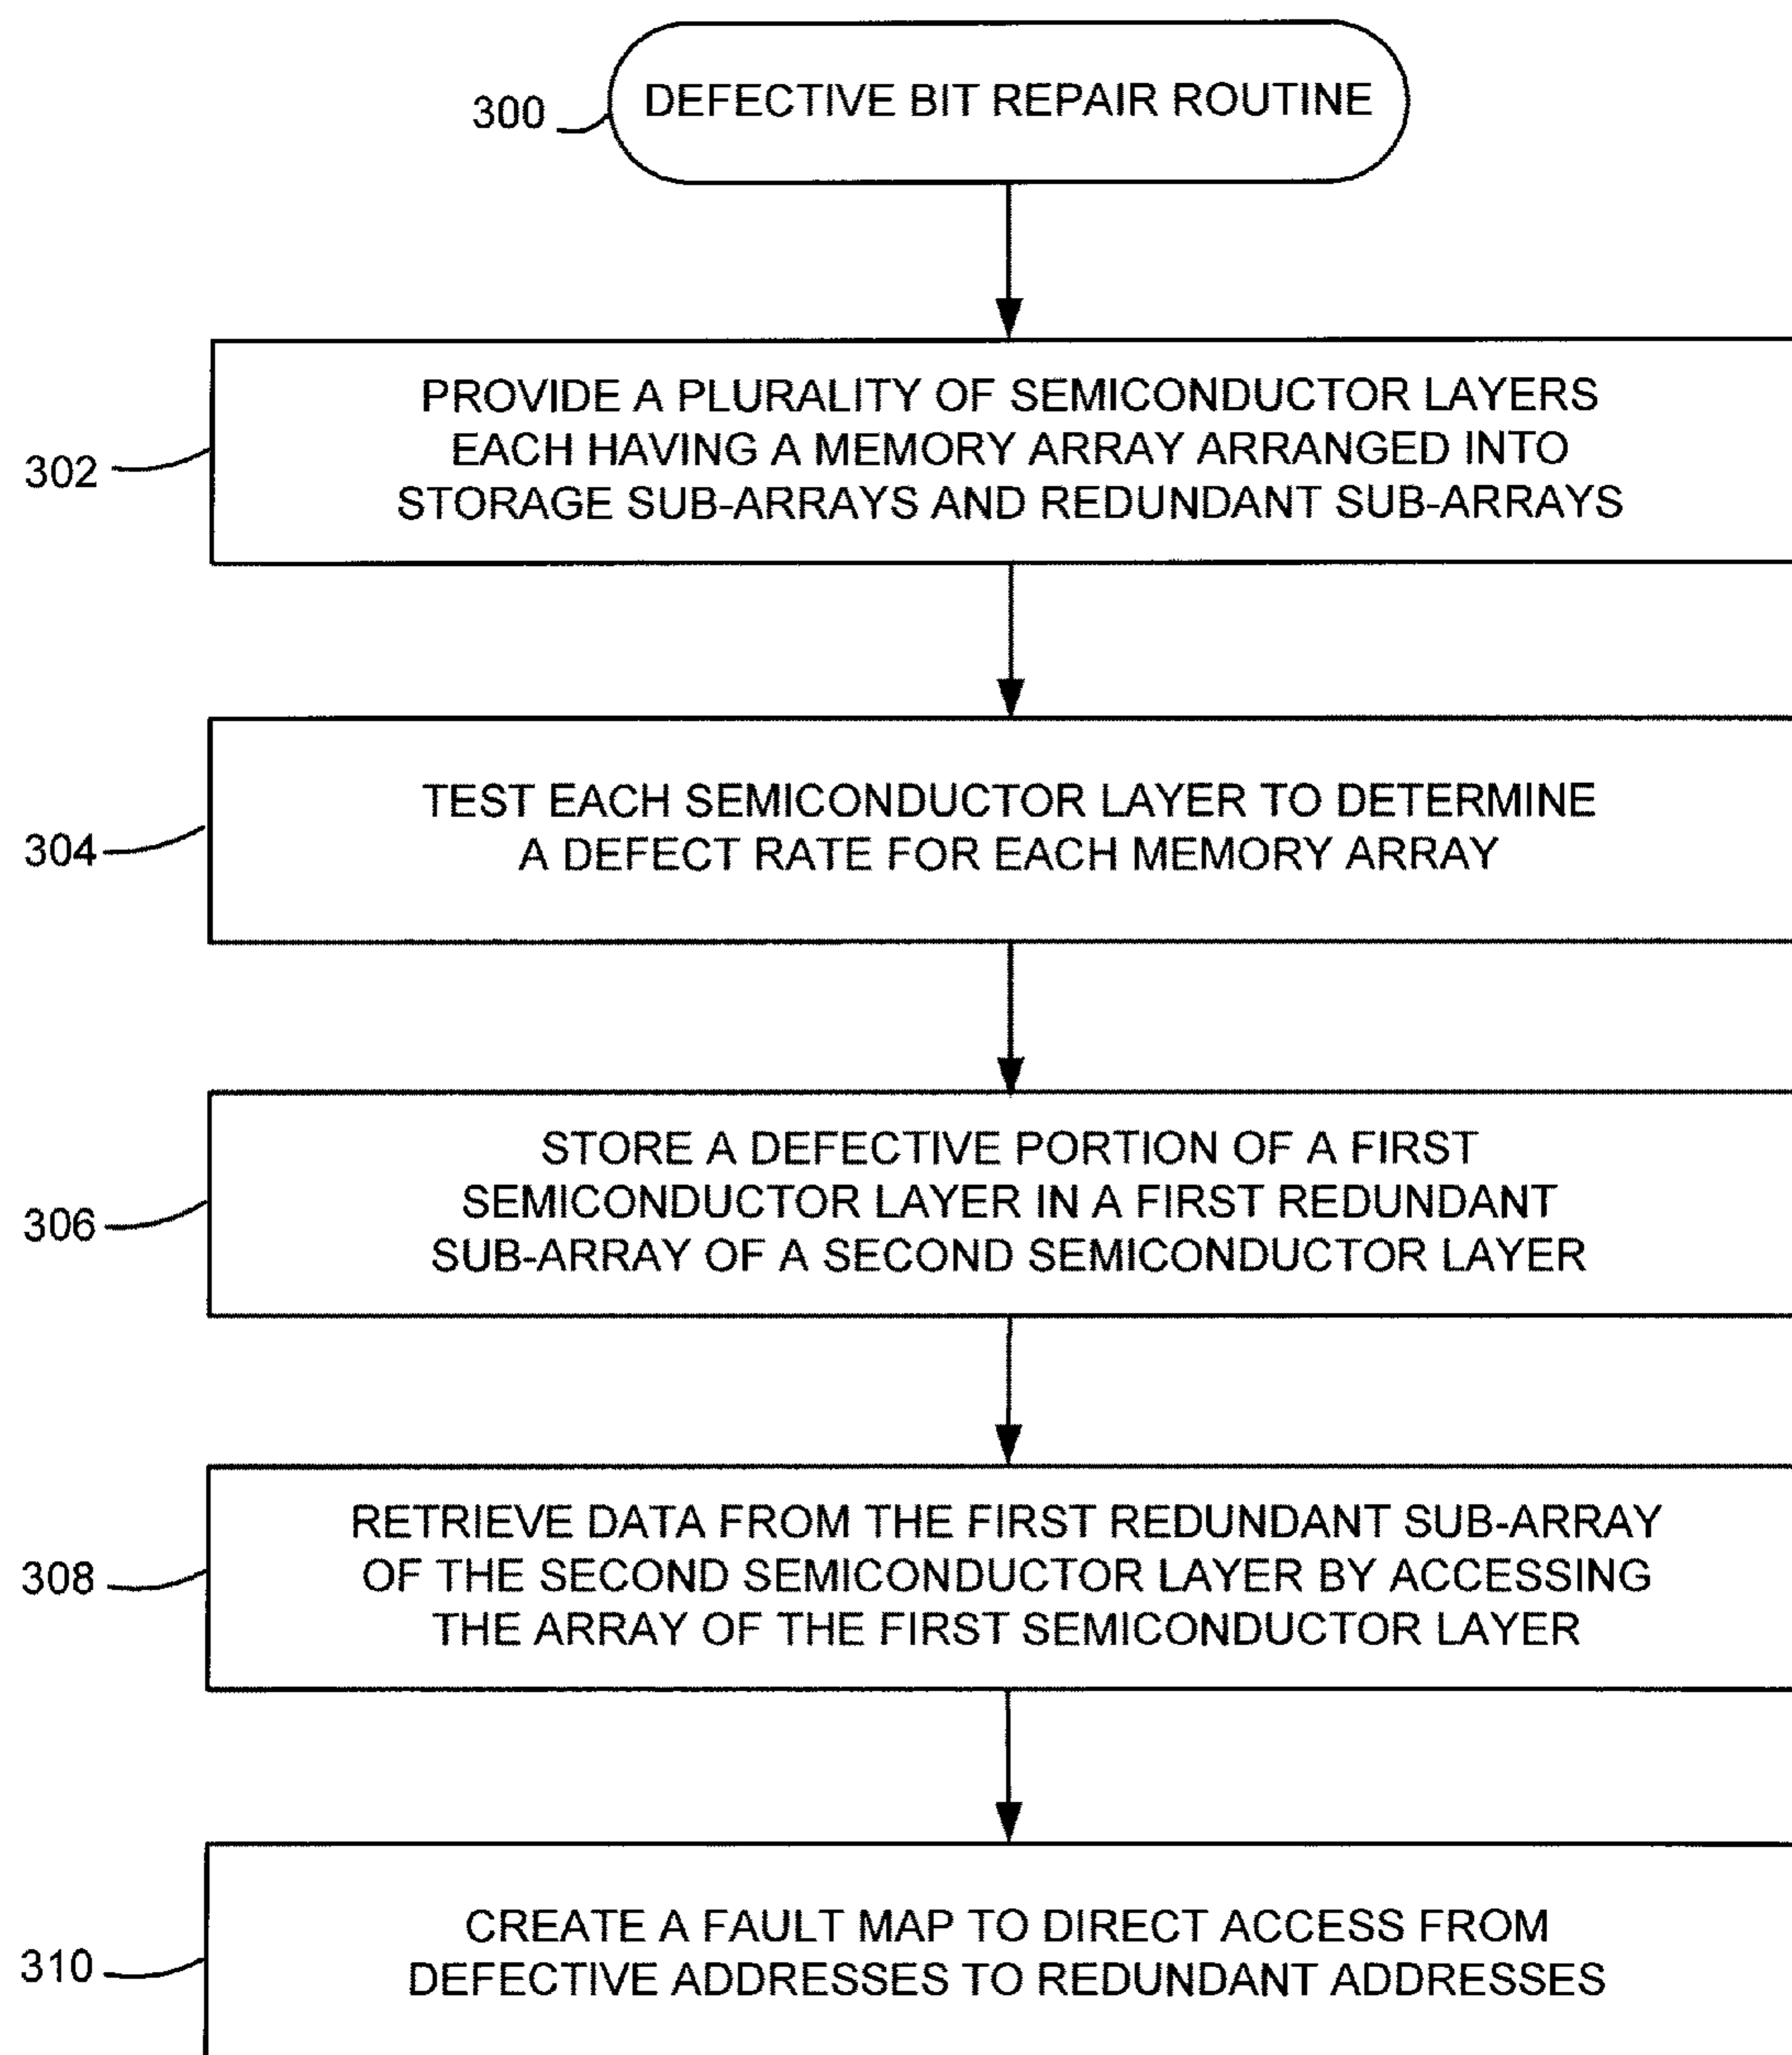 300
DEFECTIVE BIT REPAIR ROUTINE
302
PROVIDE A PLURALITY OF SEMICONDUCTOR LAYERS
EACH HAVING A MEMORY ARRAY ARRANGED INTO
STORAGE SUB-ARRAYS AND REDUNDANT SUB-ARRAYS
304
TEST EACH SEMICONDUCTOR LAYER TO DETERMINE
A DEFECT RATE FOR EACH MEMORY ARRAY
306
STORE A DEFECTIVE PORTION OF A FIRST
SEMICONDUCTOR LAYER IN A FIRST REDUNDANT
SUB-ARRAY OF A SECOND SEMICONDUCTOR LAYER
308
RETRIEVE DATA FROM THE FIRST REDUNDANT SUB-ARRAY
OF THE SECOND SEMICONDUCTOR LAYER BY ACCESSING
THE ARRAY OF THE FIRST SEMICONDUCTOR LAYER
310
CREATE A FAULT MAP TO DIRECT ACCESS FROM
DEFECTIVE ADDRESSES TO REDUNDANT ADDRESSES